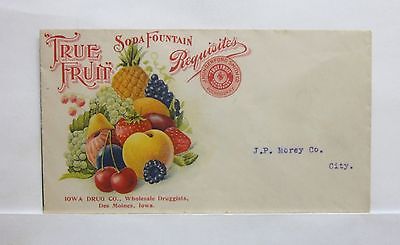 "TRUE FRUIT"
SODA FOUNTAIN
Requisites
J.P. Morey Co.
City.
IOWA DRUG CO., Wholesale Druggists,
Des Moines, Iowa.